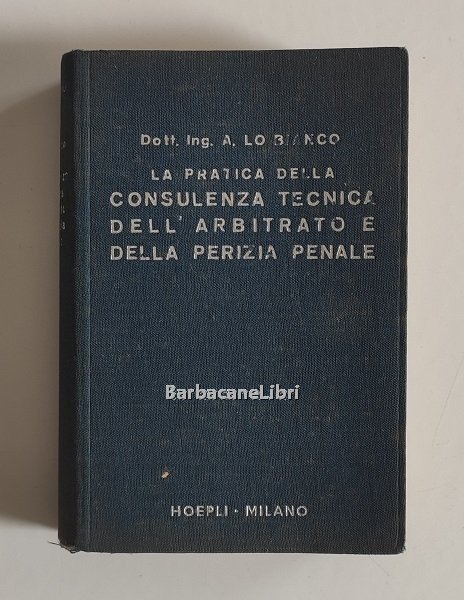 Dott. Ing. A. LO BIANCO
LA PRATICA DELLA
CONSULENZA TECNICA
DELL' ARBITRATO E
DELLA PERIZIA PENALE
BarbacaneLibri
HOEPLI · MILANO